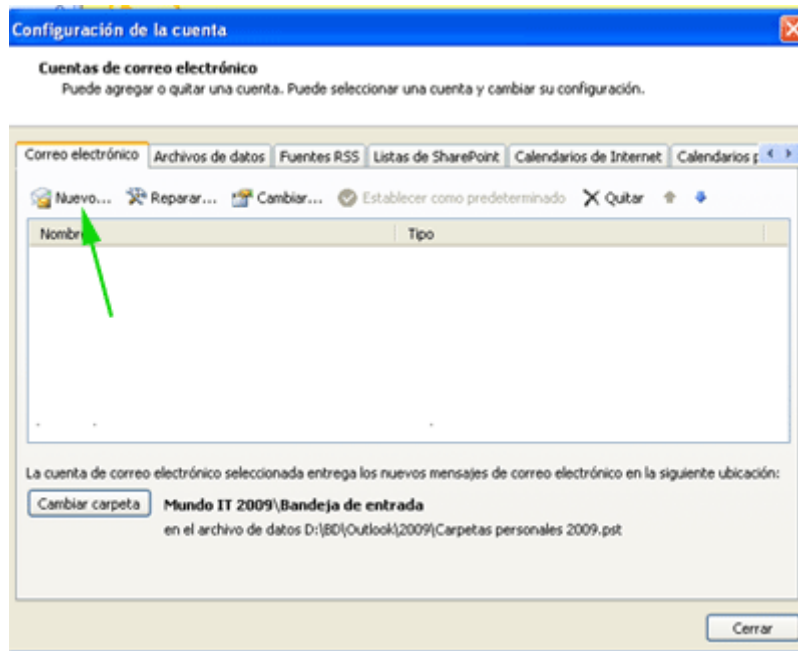 Configuración de la cuenta
Cuentas de correo electrónico
Puede agregar o quitar una cuenta. Puede seleccionar una cuenta y cambiar su configuración.
Correo electrónico Archivos de datos Fuentes RSS Listas de SharePoint Calendarios de Internet Calendarios
Nuevo... Reparar... Cambiar... Establecer como predeterminado Quitar
Nombre Tipo
La cuenta de correo electrónico seleccionada entrega los nuevos mensajes de correo electrónico en la siguiente ubicación:
Cambiar carpeta Mundo IT 2009\Bandeja de entrada
en el archivo de datos D:\BD\Outlook\2009\Carpetas personales 2009.pst
Cerrar